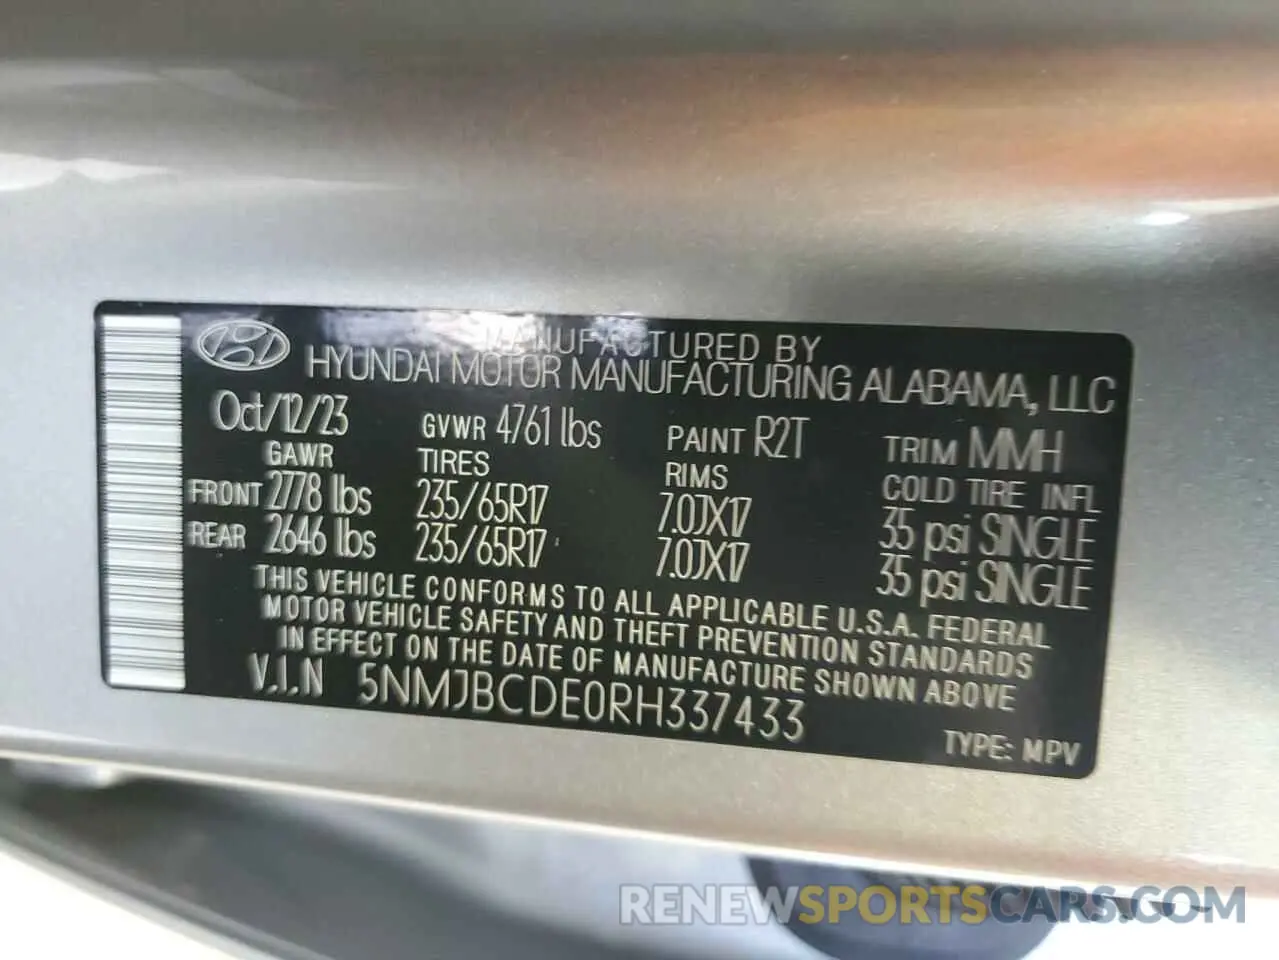 MANUFACTURED BY
HYUNDAI MOTOR MANUFACTURING ALABAMA, LLC
Oct/12/23 GVWR 4761 lbs PAINT R2T TRIM MMH
GAWR TIRES RIMS COLD TIRE INFL
FRONT 2778 lbs 235/65R17 7.0JX17 35 psi SINGLE
REAR 2646 lbs 235/65R17 7.0JX17 35 psi SINGLE
THIS VEHICLE CONFORMS TO ALL APPLICABLE U.S.A. FEDERAL
MOTOR VEHICLE SAFETY AND THEFT PREVENTION STANDARDS
IN EFFECT ON THE DATE OF MANUFACTURE SHOWN ABOVE
V.I.N 5NMJBCDE0RH337433
TYPE: MPV
RENEWSPORTSCARS.COM